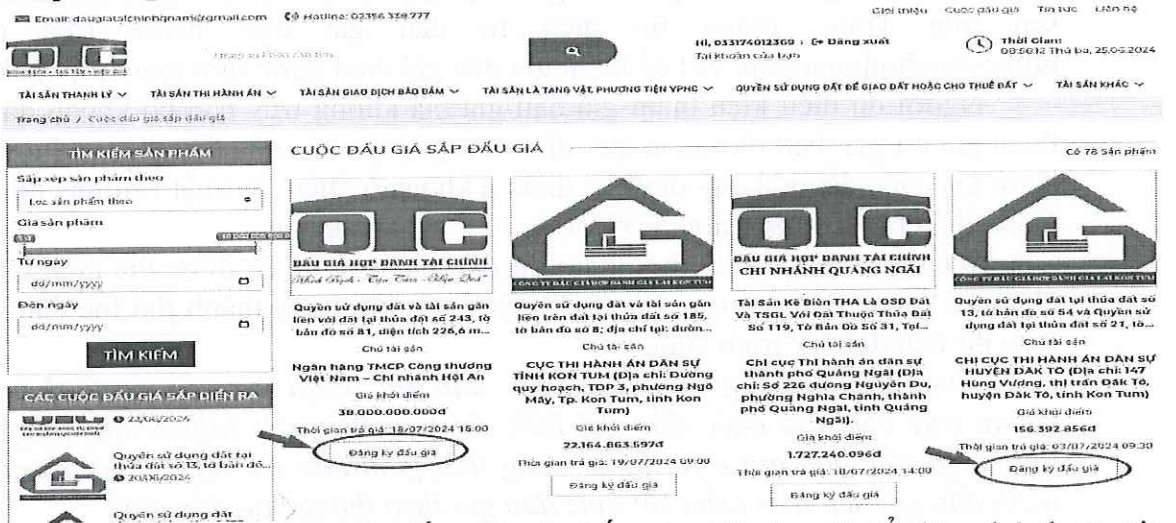 Email: daugiataichinhqnam@gmail.com
Hotline: 02356 358 777
Giới thiệu Cuộc đấu giá Tin tức Liên hệ
OTC
Hi, 033174012369 Đăng xuất
Tài khoản của bạn
Thời Gian:
Thứ ba, 25.06.2024
TÀI SẢN THANH LÝ
TÀI SẢN THI HÀNH ÁN
TÀI SẢN GIAO DỊCH BẢO ĐẢM
TÀI SẢN LÀ TANG VẬT, PHƯƠNG TIỆN VPHC
QUYỀN SỬ DỤNG ĐẤT ĐỂ GIAO ĐẤT HOẶC CHO THUÊ ĐẤT
TÀI SẢN KHÁC
Trang chủ / Cuộc đấu giá sắp đấu giá
TÌM KIẾM SẢN PHẨM
Sắp xếp sản phẩm theo
Lọc sản phẩm theo
Giá sản phẩm
Từ ngày
dd/mm/yyyy
Đến ngày
dd/mm/yyyy
TÌM KIẾM
CÁC CUỘC ĐẤU GIÁ SẮP DIỄN RA
Quyền sử dụng đất tại
thửa đất số 13, tờ bản đồ...
Quyền sử dụng đất
CUỘC ĐẤU GIÁ SẮP ĐẤU GIÁ
Có 78 sản phẩm
OTC
ĐẤU GIÁ HỢP DANH TÀI CHÍNH
Quyền sử dụng đất và tài sản gắn
liền với đất tại thửa đất số 243, tờ
bản đồ số 81, diện tích 226,6 m...
Chủ tài sản
Ngân hàng TMCP Công thương
Việt Nam – Chi nhánh Hội An
Giá khởi điểm
38.000.000.000đ
Thời gian trả giá: 18/07/2024 15:00
Đăng ký đấu giá
Quyền sử dụng đất và tài sản gắn
liền trên đất tại thửa đất số 185,
tờ bản đồ số 8; địa chỉ tại: đườn...
Chủ tài sản
CỤC THI HÀNH ÁN DÂN SỰ
TỈNH KON TUM (Địa chỉ: Đường
quy hoạch, TDP 3, phường Ngô
Mây, Tp. Kon Tum, tỉnh Kon
Tum)
Giá khởi điểm
22.164.863.597đ
Thời gian trả giá: 19/07/2024 09:00
Đăng ký đấu giá
OTC
ĐẤU GIÁ HỢP DANH TÀI CHÍNH
CHI NHÁNH QUẢNG NGÃI
Tài Sản Kê Biên THA Là QSD Đất
Và TSGL Với Đất Thuộc Thửa Đất
Số 119, Tờ Bản Đồ Số 31, Tại...
Chủ tài sản
Chi cục Thi hành án dân sự
thành phố Quảng Ngãi (Địa
chỉ: Số 226 đường Nguyễn Du,
phường Nghĩa Chánh, thành
phố Quảng Ngãi, tỉnh Quảng
Ngãi).
Giá khởi điểm
1.727.240.096đ
Thời gian trả giá: 18/07/2024 14:00
Đăng ký đấu giá
CÔNG TY ĐẤU GIÁ HỢP DANH GIA LAI KON TUM
Quyền sử dụng đất tại thửa đất số
13, tờ bản đồ số 54 và Quyền sử
dụng đất tại thửa đất số 21, tờ...
Chủ tài sản
CHI CỤC THI HÀNH ÁN DÂN SỰ
HUYỆN ĐĂK TÔ (Địa chỉ: 147
Hùng Vương, thị trấn Đăk Tô,
huyện Đăk Tô, tỉnh Kon Tum)
Giá khởi điểm
156.392.856đ
Thời gian trả giá: 03/07/2024 09:30
Đăng ký đấu giá